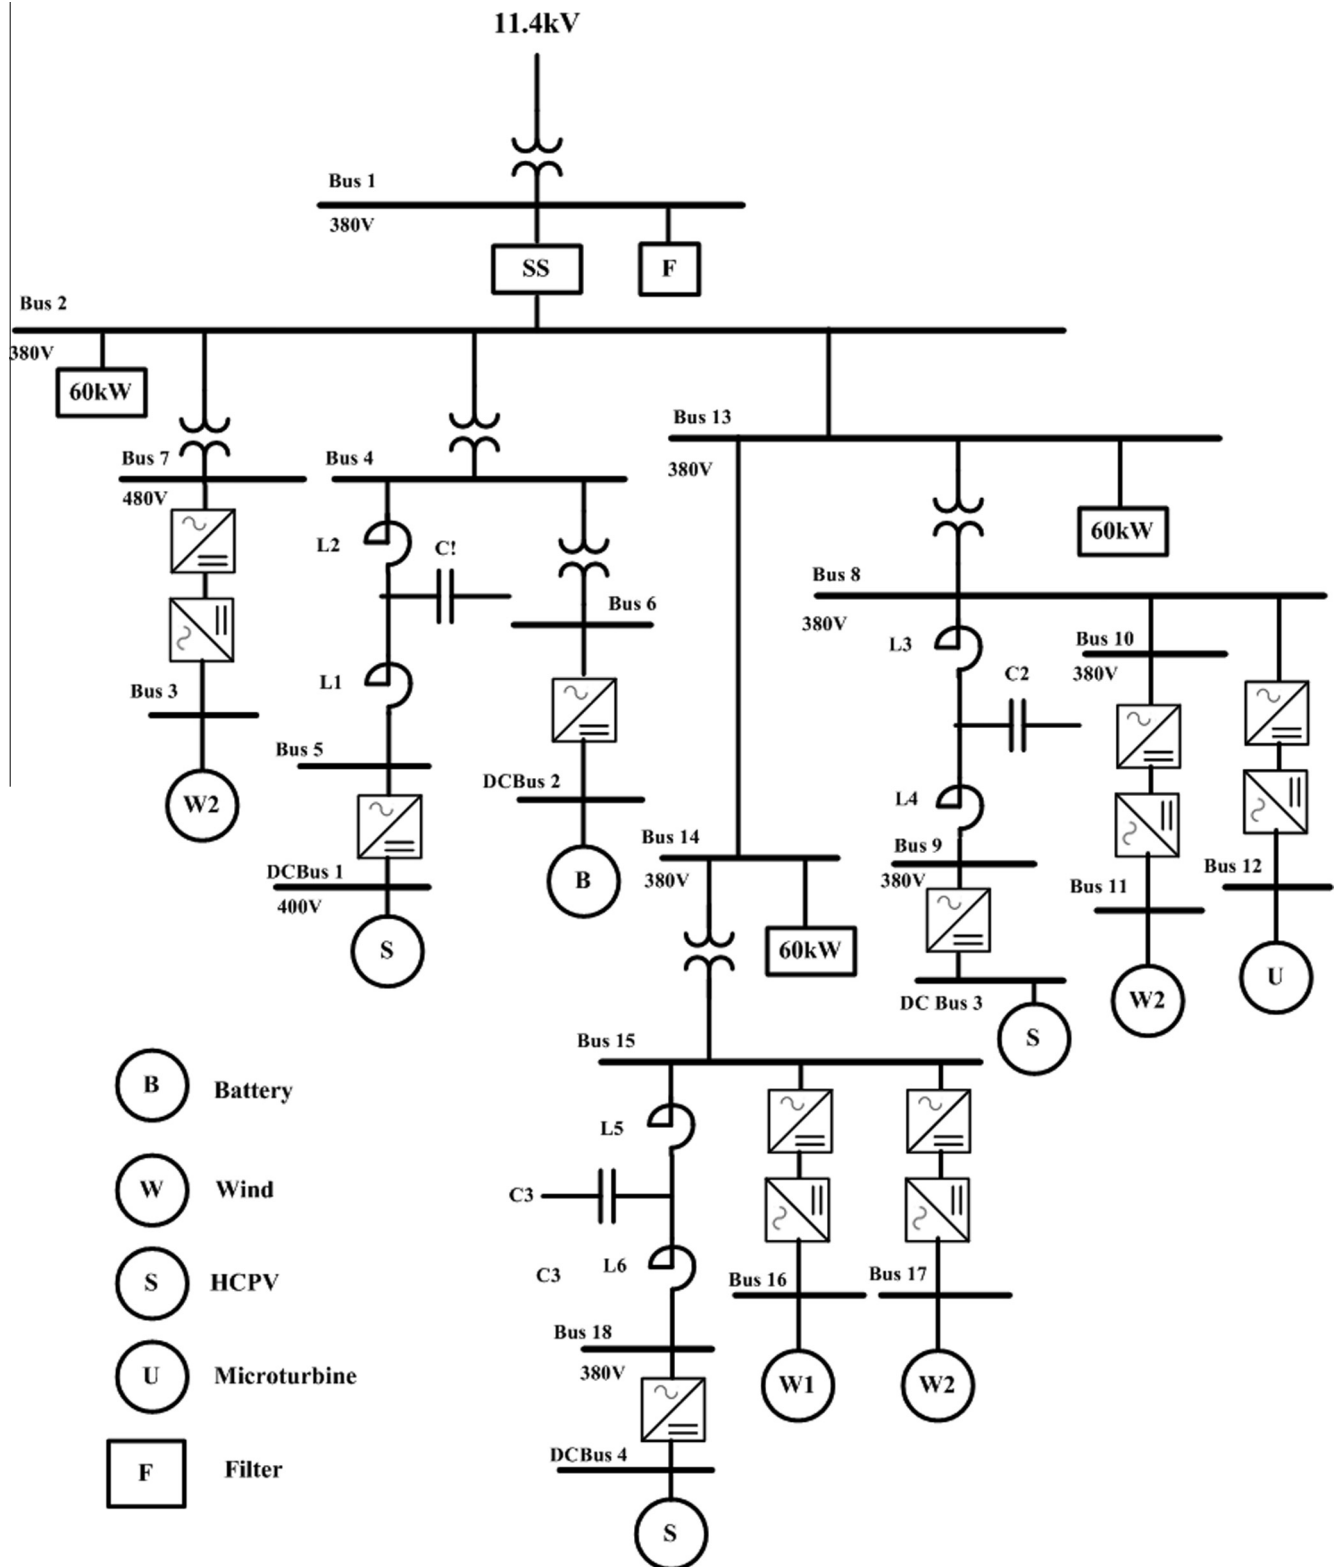 11.4kV
Bus 1
380V
SS
F
Bus 2
380V
60kW
Bus 7
480V
Bus 4
Bus 13
380V
60kW
L2
C!
Bus 6
Bus 8
380V
L3
Bus 10
380V
L1
C2
Bus 3
Bus 5
W2
DCBus 2
L4
Bus 14
380V
Bus 9
380V
Bus 12
DCBus 1
400V
B
Bus 11
S
60kW
U
DC Bus 3
W2
S
Bus 15
B
Battery
L5
W
Wind
C3
L6
C3
S
HCPV
Bus 16
Bus 17
Bus 18
380V
U
Microturbine
W1
W2
F
Filter
DCBus 4
S